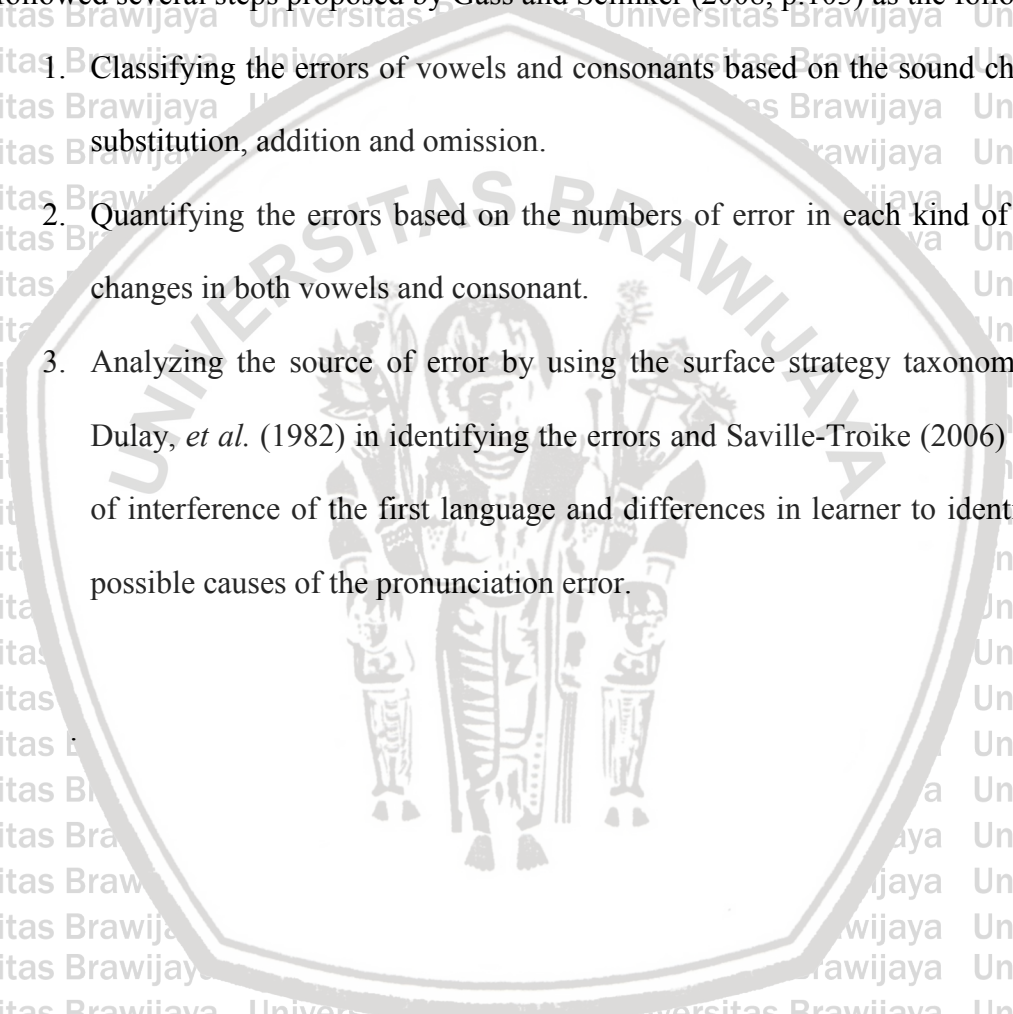 followed several steps proposed by Gass and Selinker (2008, p.103) as the follo
1. Classifying the errors of vowels and consonants based on the sound ch
substitution, addition and omission.
2. Quantifying the errors based on the numbers of error in each kind of
changes in both vowels and consonant.
3. Analyzing the source of error by using the surface strategy taxonom
Dulay, et al. (1982) in identifying the errors and Saville-Troike (2006)
of interference of the first language and differences in learner to ident
possible causes of the pronunciation error.
.
UNIVERSITAS BRAWIJAYA